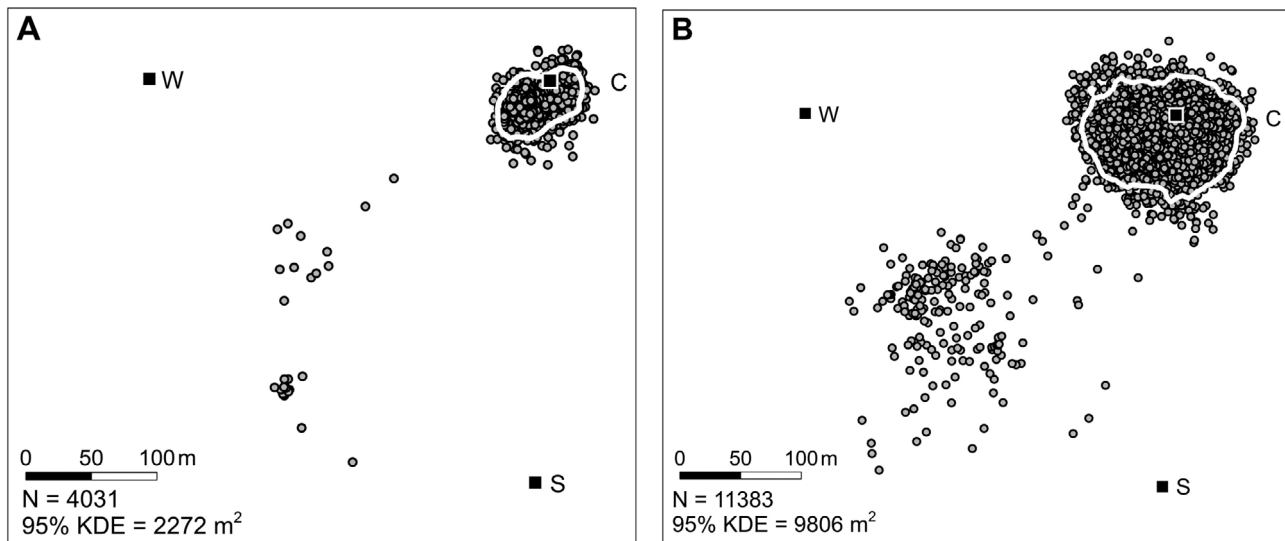 A
W
C
0 50 100 m
S
N = 4031
95% KDE = 2272 m²
B
W
C
0 50 100 m
S
N = 11383
95% KDE = 9806 m²